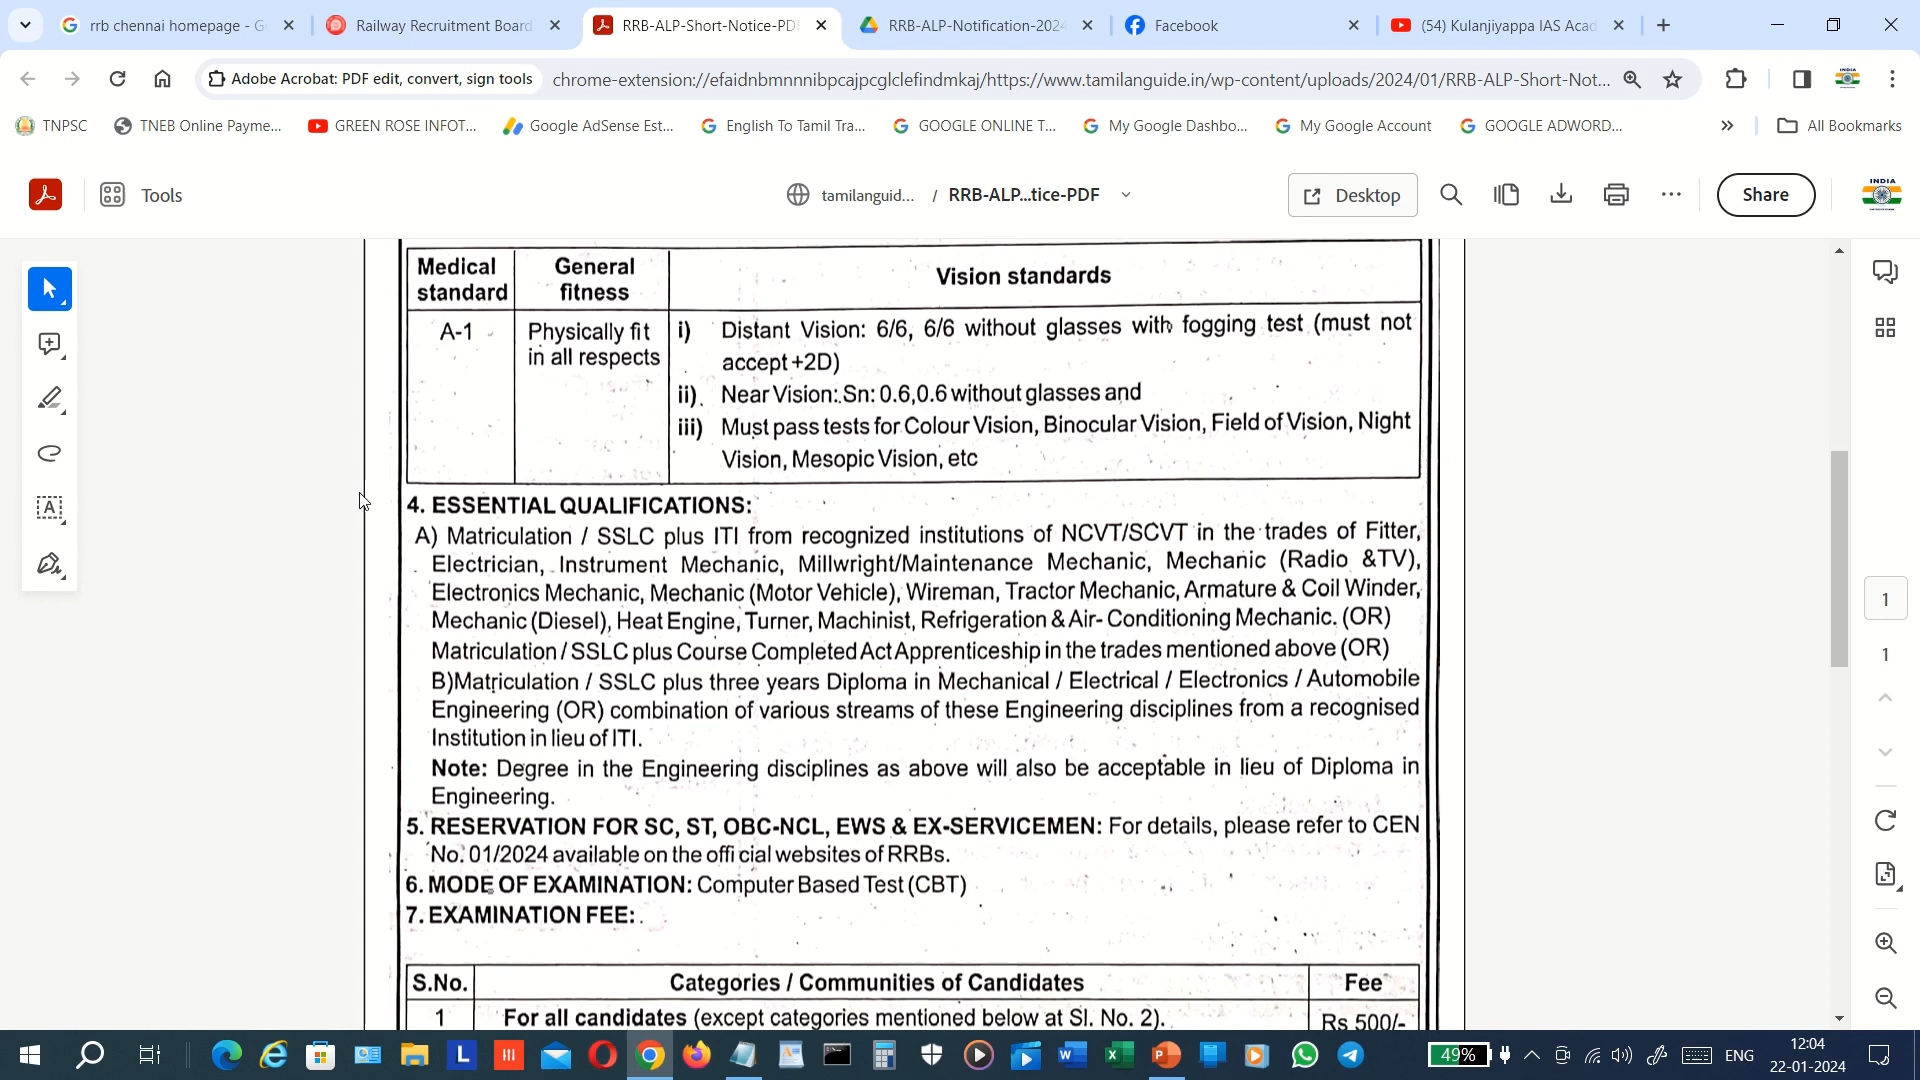 rrb chennai homepage - G
Railway Recruitment Board
RRB-ALP-Short-Notice-PD
RRB-ALP-Notification-2024
Facebook
(54) Kulanjiyappa IAS Acad
Adobe Acrobat: PDF edit, convert, sign tools
chrome-extension://efaidnbmnnnibpcajpcglclefindmkaj/https://www.tamilanguide.in/wp-content/uploads/2024/01/RRB-ALP-Short-Not...
TNPSC
TNEB Online Payme...
GREEN ROSE INFOT...
Google AdSense Est...
English To Tamil Tra...
GOOGLE ONLINE T...
My Google Dashbo...
My Google Account
GOOGLE ADWORD...
All Bookmarks
Tools
tamilanguid... / RRB-ALP...tice-PDF
Desktop
Share
INDIA
Medical standard
General fitness
Vision standards
A-1
Physically fit
in all respects
i) Distant Vision: 6/6, 6/6 without glasses with fogging test (must not
accept +2D)
ii) Near Vision: Sn: 0.6,0.6 without glasses and
iii) Must pass tests for Colour Vision, Binocular Vision, Field of Vision, Night
Vision, Mesopic Vision, etc
4. ESSENTIAL QUALIFICATIONS:
A) Matriculation / SSLC plus ITI from recognized institutions of NCVT/SCVT in the trades of Fitter,
Electrician, Instrument Mechanic, Millwright/Maintenance Mechanic, Mechanic (Radio &TV),
Electronics Mechanic, Mechanic (Motor Vehicle), Wireman, Tractor Mechanic, Armature & Coil Winder,
Mechanic (Diesel), Heat Engine, Turner, Machinist, Refrigeration & Air- Conditioning Mechanic. (OR)
Matriculation / SSLC plus Course Completed Act Apprenticeship in the trades mentioned above (OR)
B)Matriculation / SSLC plus three years Diploma in Mechanical / Electrical / Electronics / Automobile
Engineering (OR) combination of various streams of these Engineering disciplines from a recognised
Institution in lieu of ITI.
Note: Degree in the Engineering disciplines as above will also be acceptable in lieu of Diploma in
Engineering.
5. RESERVATION FOR SC, ST, OBC-NCL, EWS & EX-SERVICEMEN: For details, please refer to CEN
No. 01/2024 available on the offi cial websites of RRBs.
6. MODE OF EXAMINATION: Computer Based Test (CBT)
7. EXAMINATION FEE:
S.No.
Categories / Communities of Candidates
Fee
1
For all candidates (except categories mentioned below at Sl. No. 2).
Rs 500/-
1
1
49%
ENG
12:04
22-01-2024